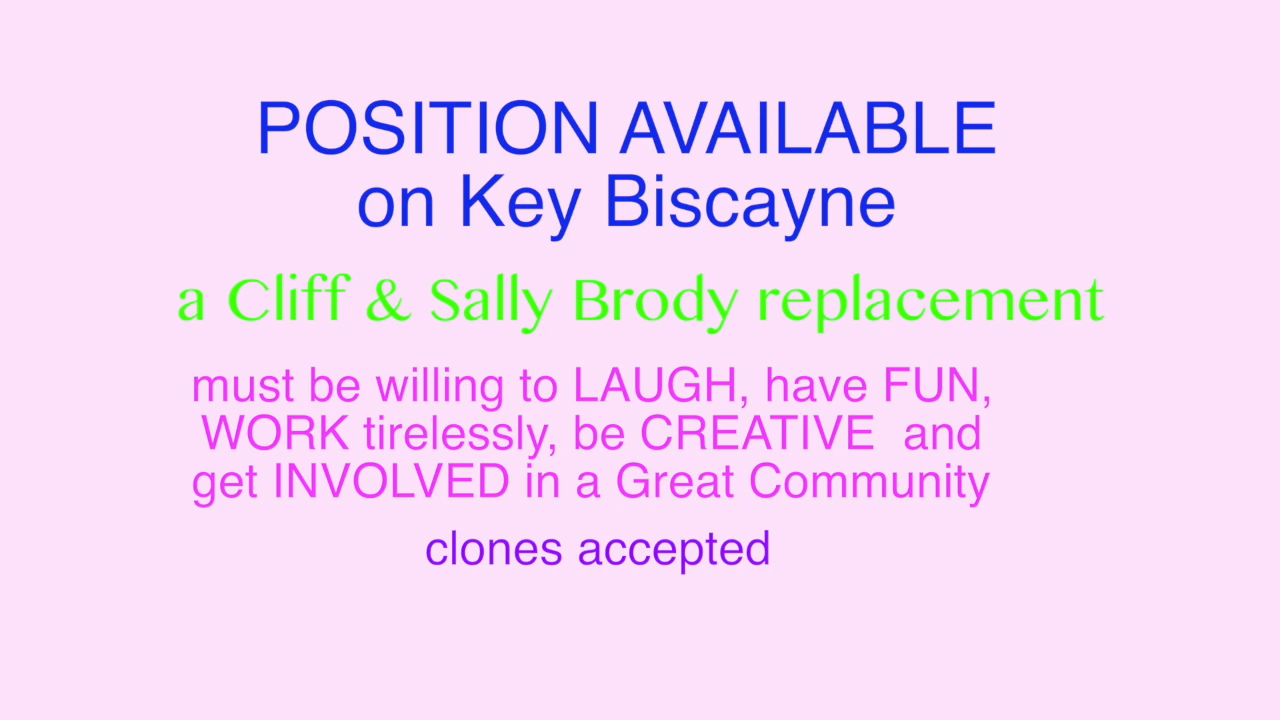 POSITION AVAILABLE
on Key Biscayne
a Cliff & Sally Brody replacement
must be willing to LAUGH, have FUN,
WORK tirelessly, be CREATIVE  and
get INVOLVED in a Great Community
clones accepted